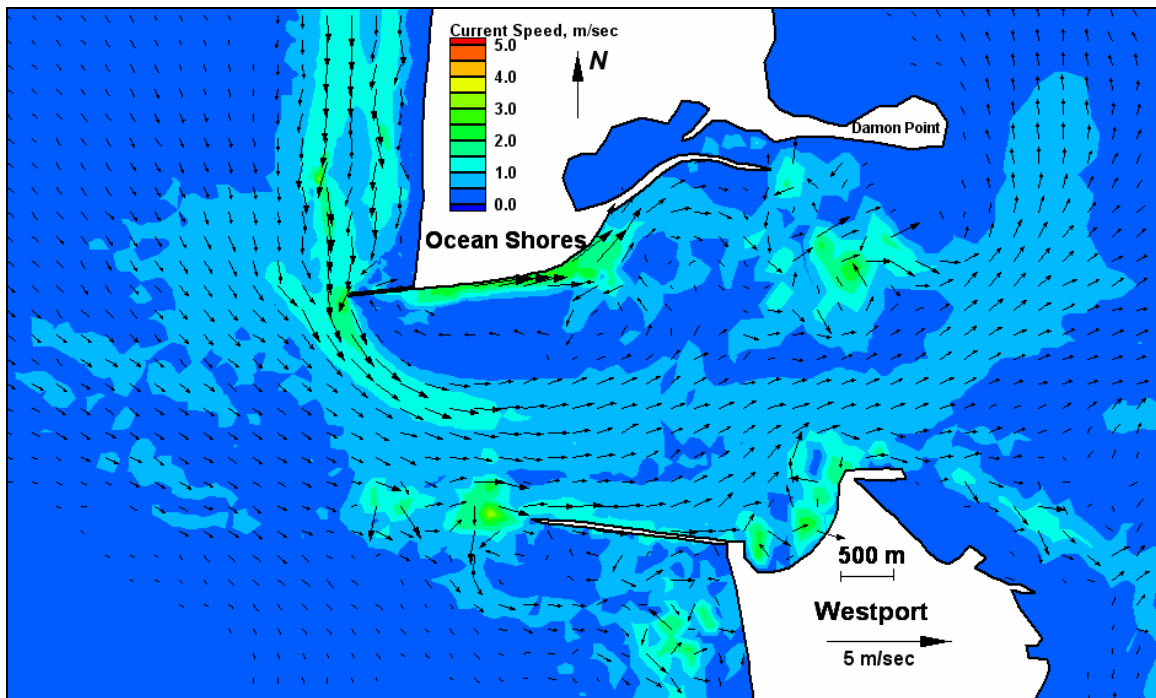 Current Speed, m/sec
5.0
4.0
3.0
2.0
1.0
0.0
N
Damon Point
Ocean Shores
500 m
Westport
5 m/sec